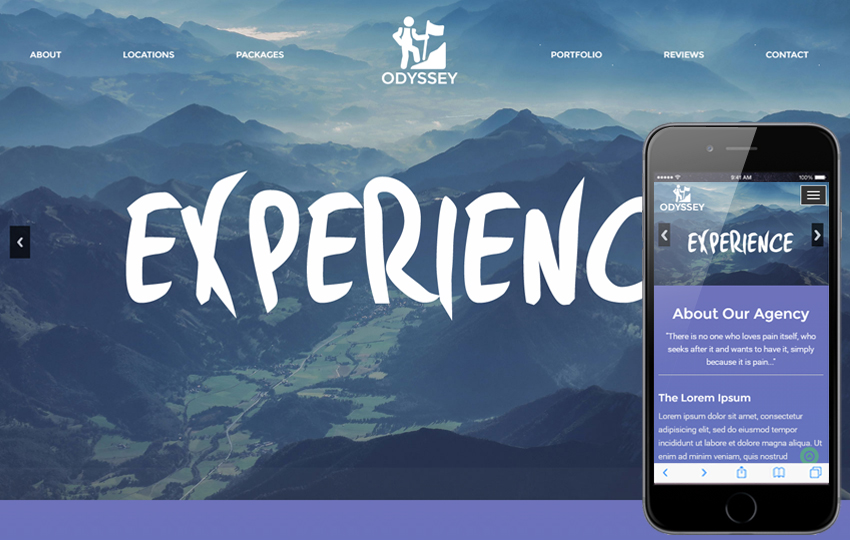 ABOUT
LOCATIONS
PACKAGES
ODYSSEY
PORTFOLIO
REVIEWS
CONTACT
EXPERIENC
9:41 AM
100%
ODYSSEY
EXPERIENCE
About Our Agency
"There is no one who loves pain itself, who
seeks after it and wants to have it, simply
because it is pain..."
The Lorem Ipsum
Lorem ipsum dolor sit amet, consectetur
adipisicing elit, sed do eiusmod tempor
incididunt ut labore et dolore magna aliqua. Ut
enim ad minim veniam, quis nostrud